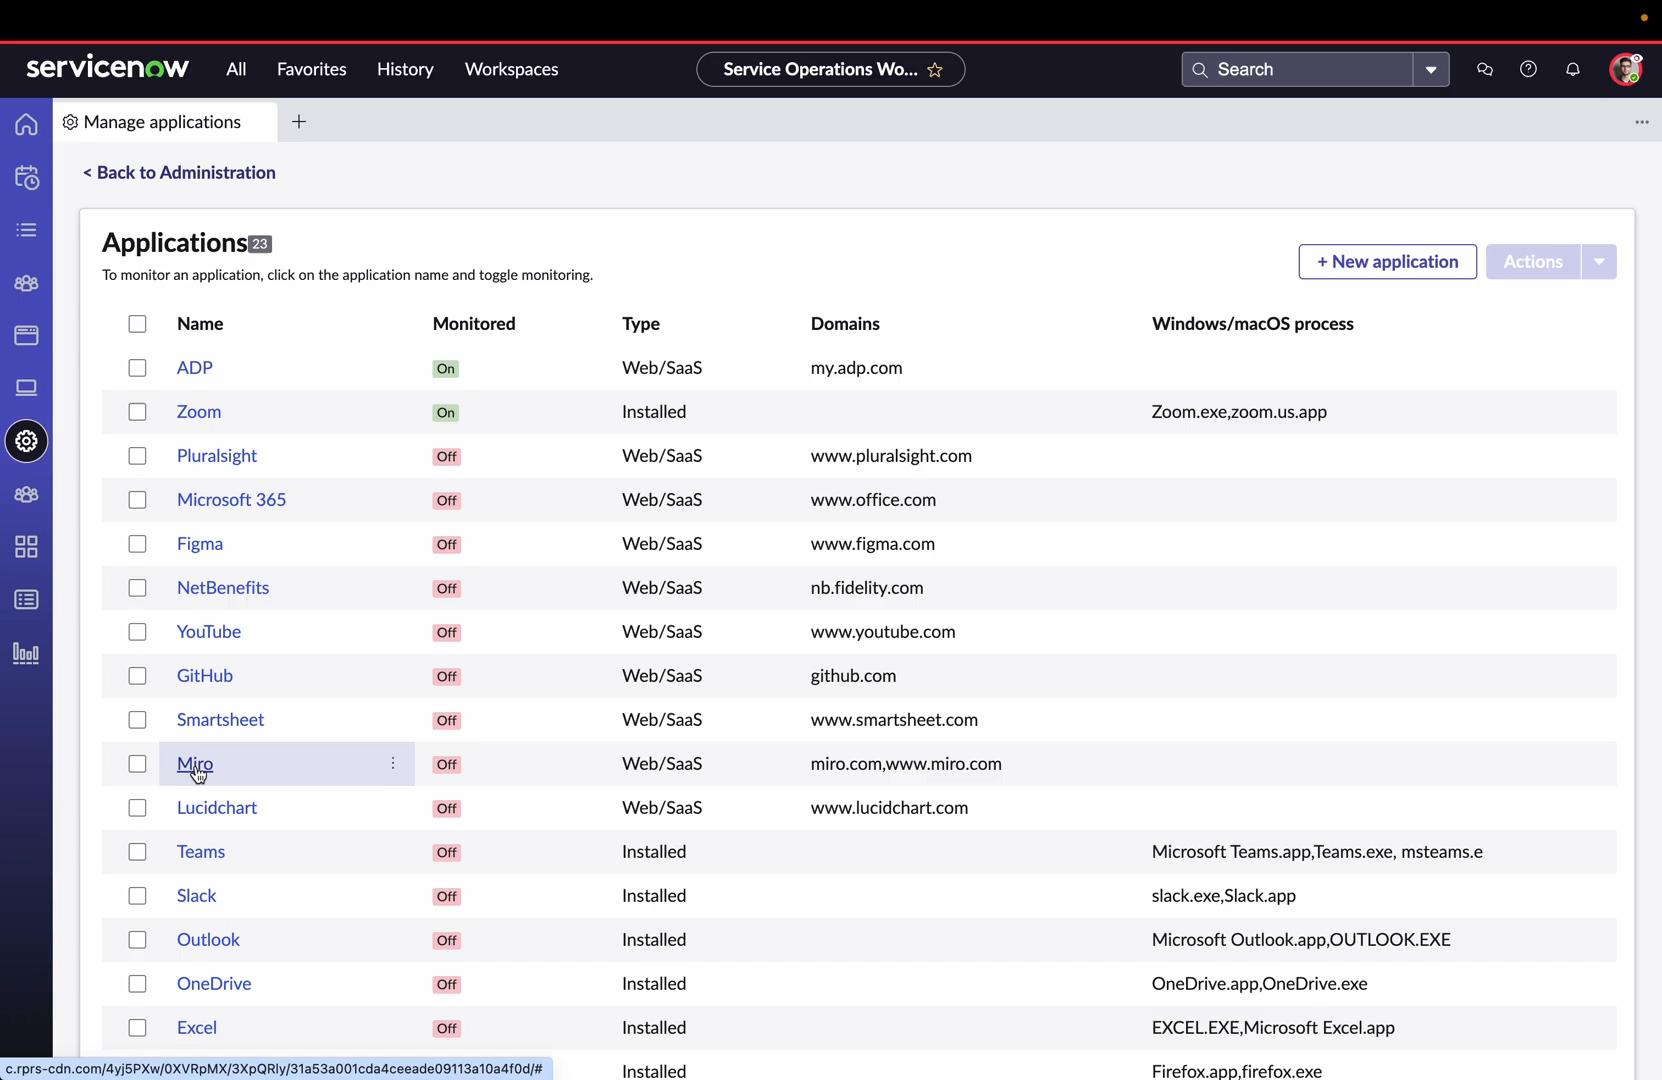 servicenow All Favorites History Workspaces Service Operations Wo... Search
Manage applications
< Back to Administration
Applications 23
To monitor an application, click on the application name and toggle monitoring.
+ New application Actions
Name Monitored Type Domains Windows/macOS process
ADP On Web/SaaS my.adp.com
Zoom On Installed Zoom.exe,zoom.us.app
Pluralsight Off Web/SaaS www.pluralsight.com
Microsoft 365 Off Web/SaaS www.office.com
Figma Off Web/SaaS www.figma.com
NetBenefits Off Web/SaaS nb.fidelity.com
YouTube Off Web/SaaS www.youtube.com
GitHub Off Web/SaaS github.com
Smartsheet Off Web/SaaS www.smartsheet.com
Miro Off Web/SaaS miro.com,www.miro.com
Lucidchart Off Web/SaaS www.lucidchart.com
Teams Off Installed Microsoft Teams.app,Teams.exe, msteams.e
Slack Off Installed slack.exe,Slack.app
Outlook Off Installed Microsoft Outlook.app,OUTLOOK.EXE
OneDrive Off Installed OneDrive.app,OneDrive.exe
Excel Off Installed EXCEL.EXE,Microsoft Excel.app
Installed Firefox.app,firefox.exe
c.rprs-cdn.com/4yj5PXw/0XVRpMX/3XpQRly/31a53a001cda4ceeade09113a10a4f0d/#